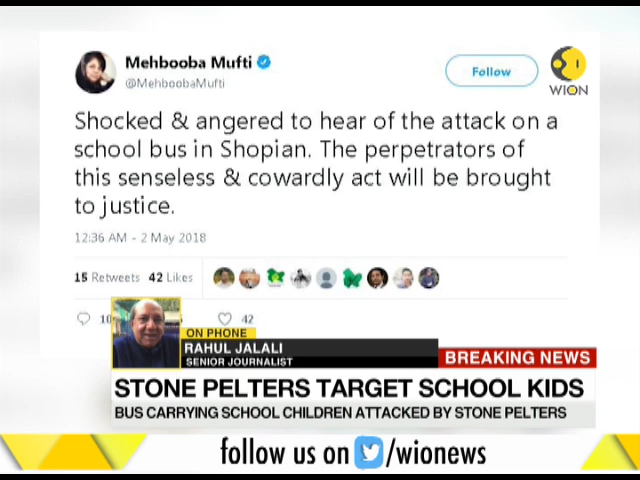 Mehbooba Mufti
@MehboobaMufti
Follow
WION
Shocked & angered to hear of the attack on a
school bus in Shopian. The perpetrators of
this senseless & cowardly act will be brought
to justice.
12:36 AM - 2 May 2018
15 Retweets 42 Likes
42
ON PHONE
RAHUL JALALI
SENIOR JOURNALIST
BREAKING NEWS
STONE PELTERS TARGET SCHOOL KIDS
BUS CARRYING SCHOOL CHILDREN ATTACKED BY STONE PELTERS
follow us on /wionews